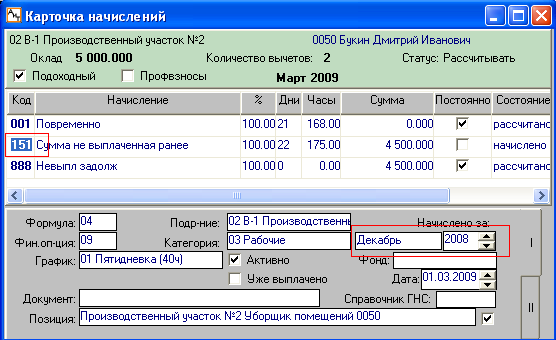 Карточка начислений
02 В-1 Производственный участок №2 0050 Букин Дмитрий Иванович
Оклад 5 000.000 Количество вычетов: 2 Статус: Рассчитывать
Подоходный Профвзносы Март 2009
Код Начисление % Дни Часы Сумма Постоянно Состояние
001 Повременно 100.00 21 168.00 0.000 рассчитано
151 Сумма не выплаченная ранее 100.00 22 175.00 4 500.000 начислено
888 Невыпл задолж 100.00 0 0.00 4 500.000 рассчитано
Формула: 04 Подр-ние: 02 В-1 Производственнь Начислено за:
Фин.оп-ция: 09 Категория: 03 Рабочие Декабрь 2008
График: 01 Пятидневка (40ч) Активно Фонд:
Уже выплачено Дата: 01.03.2009
Документ: Справочник ГНС:
Позиция: Производственный участок №2 Уборщик помещений 0050
I
II